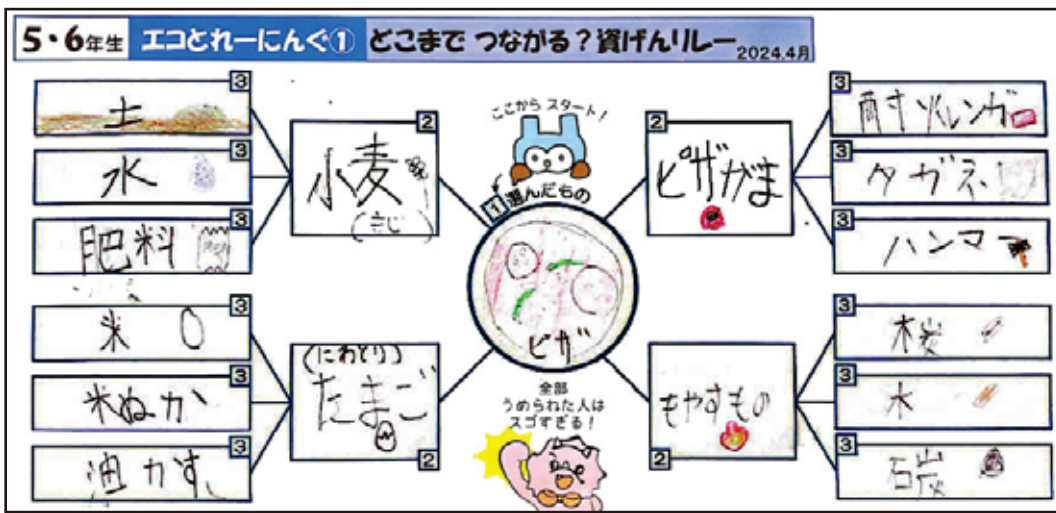 5・6年生 エコとれーにんぐ① どこまで つながる？資げんリレー 2024.4月
ここから スタート！
1 選んだもの
ピザ
2
小麦
(きじ)
3 土
3 水
3 肥料
2
(にわとり)
たまご
3 米
3 米ぬか
3 油かす
2
ピザがま
3 耐火レンガ
3 タガネ
3 ハンマー
2
もやすもの
3 木炭
3 木
3 石炭
全部
うめられた人は
スゴすぎる！